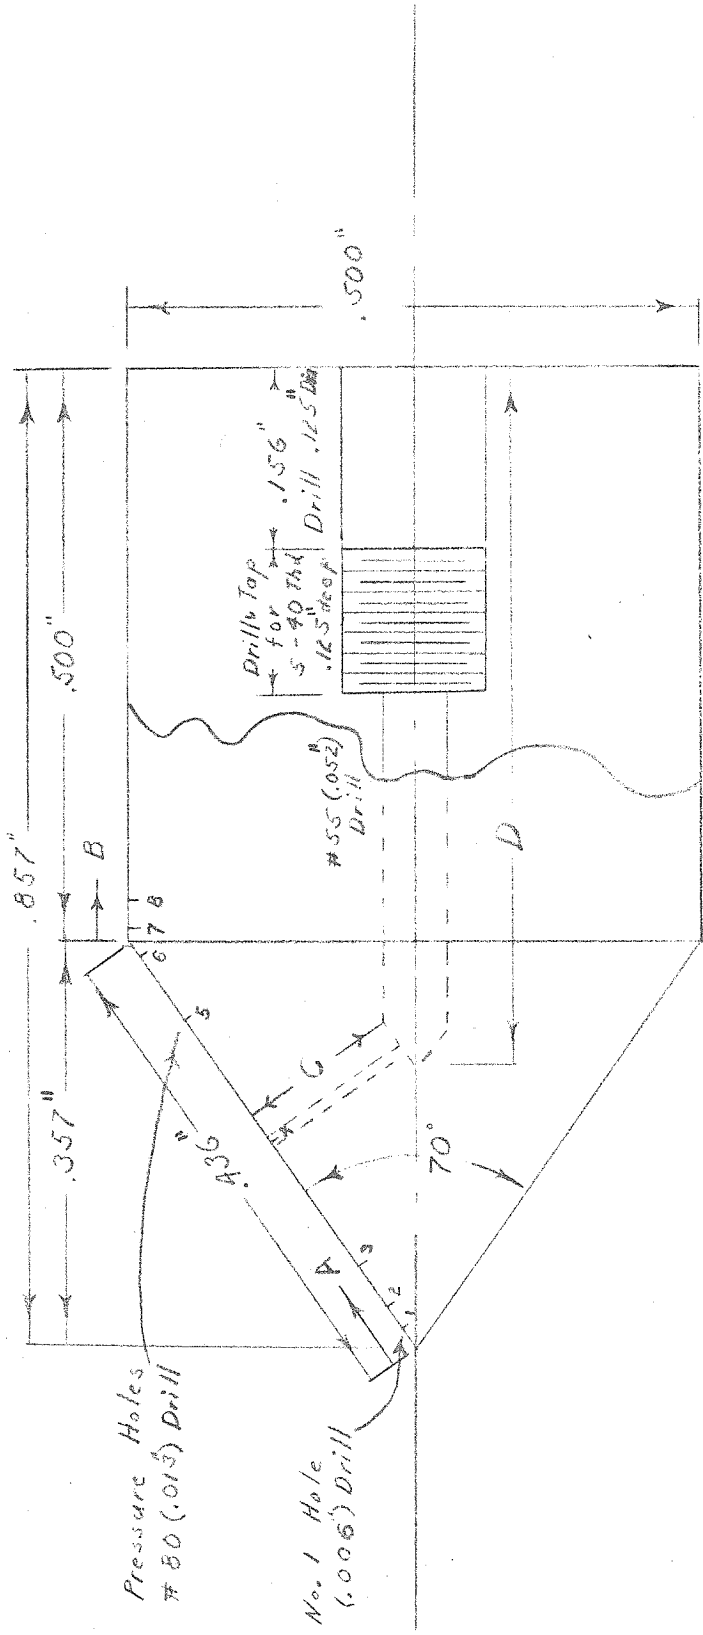 .857"
.357"
.500"
B
Pressure Holes
# 80 (.013") Drill
No. 1 Hole
(.006") Drill
.436"
A
1
2
3
4
5
6
7
8
C
70°
D
#55 (.052")
Drill
Drill & Tap
for
5-40 Thd
.125" deep
.156"
Drill .125" Dia
.500"